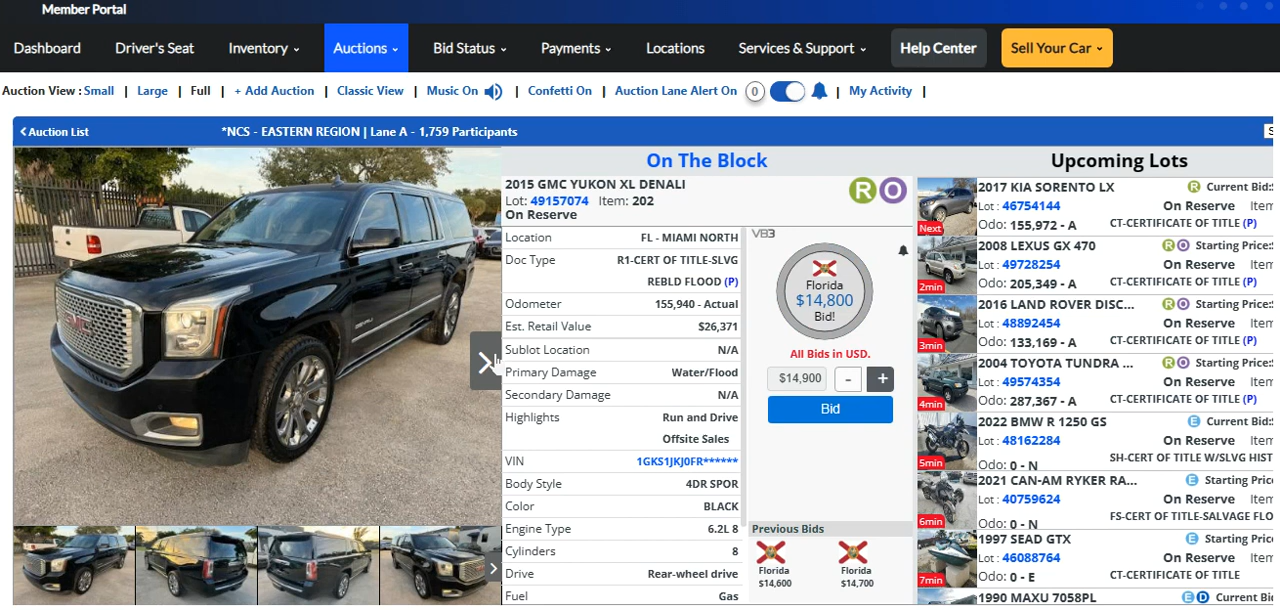 Member Portal
Dashboard Driver's Seat Inventory Auctions Bid Status Payments Locations Services & Support Help Center Sell Your Car
Auction View : Small | Large | Full | + Add Auction | Classic View | Music On | Confetti On | Auction Lane Alert On 0 | My Activity |
Auction List *NCS - EASTERN REGION | Lane A - 1,759 Participants
On The Block
2015 GMC YUKON XL DENALI
Lot: 49157074 Item: 202
On Reserve
R O
Location FL - MIAMI NORTH
Doc Type R1-CERT OF TITLE-SLVG
REBLD FLOOD (P)
Odometer 155,940 - Actual
Est. Retail Value $26,371
Sublot Location N/A
Primary Damage Water/Flood
Secondary Damage N/A
Highlights Run and Drive
Offsite Sales
VIN 1GKS1JKJ0FR******
Body Style 4DR SPOR
Color BLACK
Engine Type 6.2L 8
Cylinders 8
Drive Rear-wheel drive
Fuel Gas
VB3
Florida
$14,800
Bid!
All Bids in USD.
$14,900 - +
Bid
Previous Bids
Florida Florida
$14,600 $14,700
Upcoming Lots
2017 KIA SORENTO LX R Current Bid:
Lot : 46754144 On Reserve Item
Next Odo: 155,972 - A CT-CERTIFICATE OF TITLE (P)
2008 LEXUS GX 470 R O Starting Price:
Lot : 49728254 On Reserve Item
2min Odo: 205,349 - A CT-CERTIFICATE OF TITLE (P)
2016 LAND ROVER DISC... R O Starting Price:
Lot : 48892454 On Reserve Item
3min Odo: 133,169 - A CT-CERTIFICATE OF TITLE (P)
2004 TOYOTA TUNDRA ... R O Starting Price:
Lot : 49574354 On Reserve Item
4min Odo: 287,367 - A CT-CERTIFICATE OF TITLE (P)
2022 BMW R 1250 GS E Current Bid:
Lot : 48162284 On Reserve Item
5min Odo: 0 - N SH-CERT OF TITLE W/SLVG HIST
2021 CAN-AM RYKER RA... E Starting Price
Lot : 40759624 On Reserve Item
6min Odo: 0 - N FS-CERT OF TITLE-SALVAGE FLO
1997 SEAD GTX E Starting Price
Lot : 46088764 On Reserve Item
7min Odo: 0 - E CT-CERTIFICATE OF TITLE
1990 MAXU 7058PL E D Current Bid